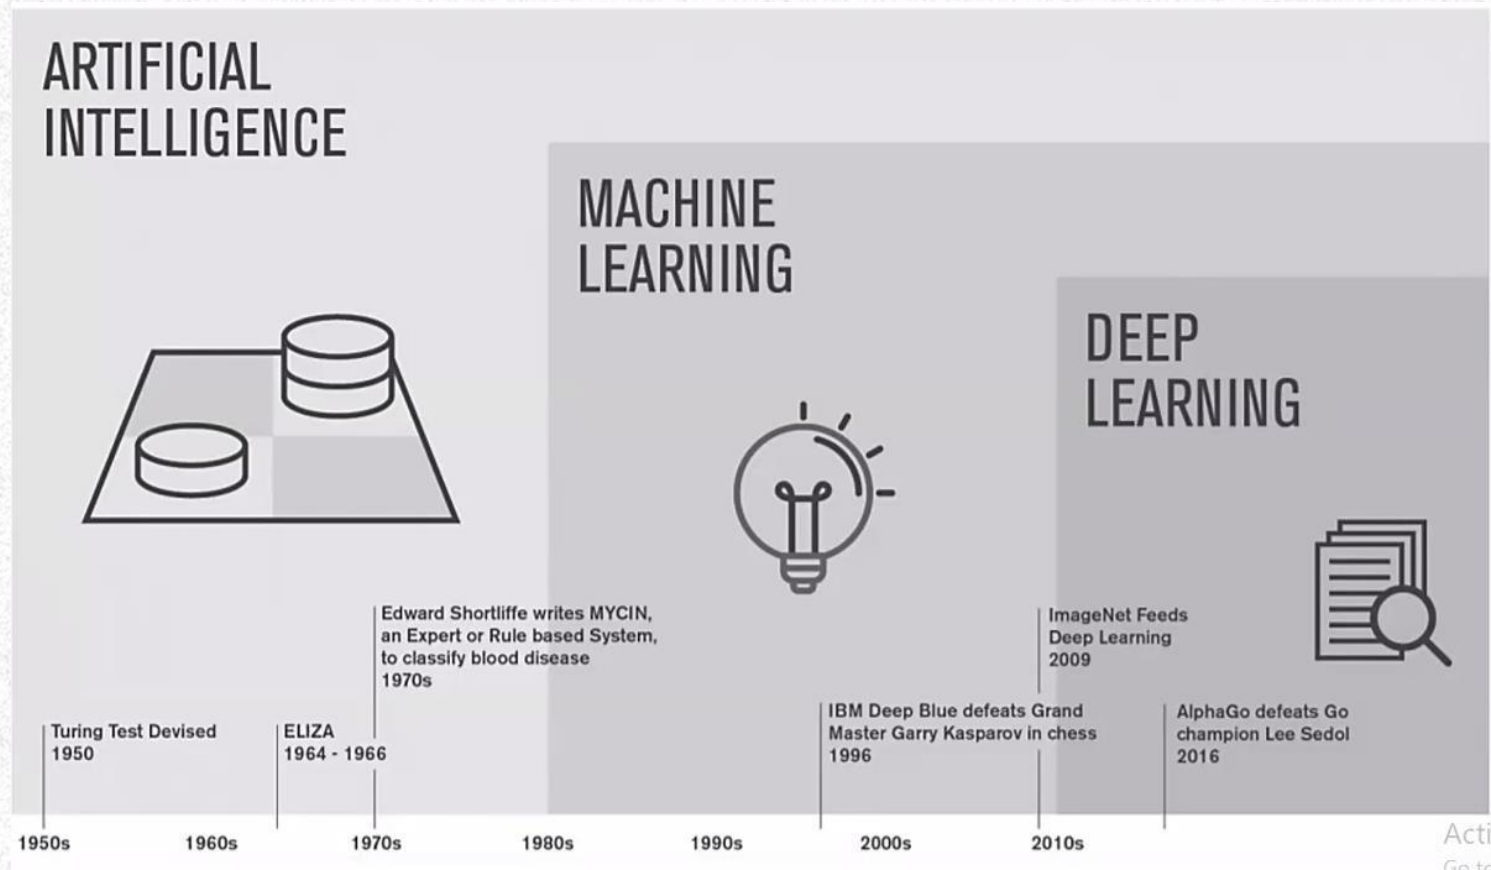 ARTIFICIAL
INTELLIGENCE
MACHINE
LEARNING
DEEP
LEARNING
Edward Shortliffe writes MYCIN,
an Expert or Rule based System,
to classify blood disease
1970s
ImageNet Feeds
Deep Learning
2009
Turing Test Devised
1950
ELIZA
1964 - 1966
IBM Deep Blue defeats Grand
Master Garry Kasparov in chess
1996
AlphaGo defeats Go
champion Lee Sedol
2016
1950s
1960s
1970s
1980s
1990s
2000s
2010s
Acti